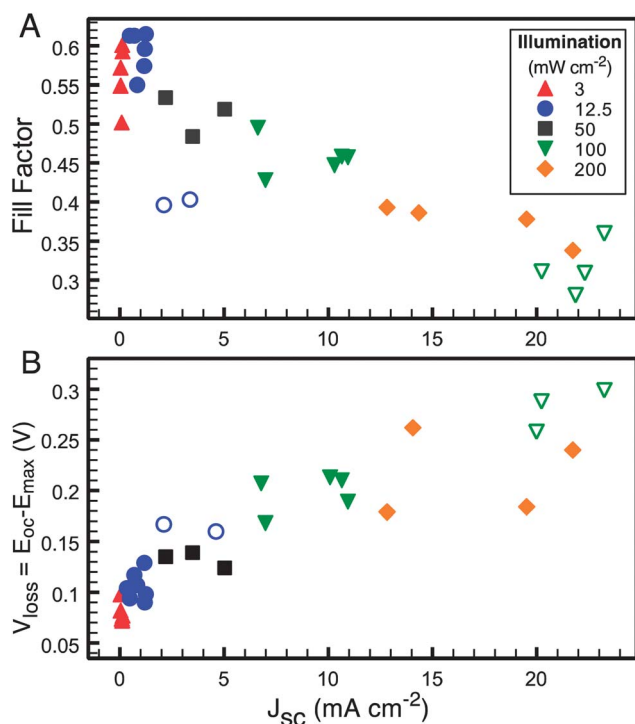 A
0.6
0.55
0.5
0.45
0.4
0.35
0.3
Fill Factor
Illumination
(mW cm-2)
3
12.5
50
100
200
0 5 10 15 20
B
0.3
0.25
0.2
0.15
0.1
0.05
Vloss = Eoc-Emax (V)
0 5 10 15 20
JSC (mA cm-2)